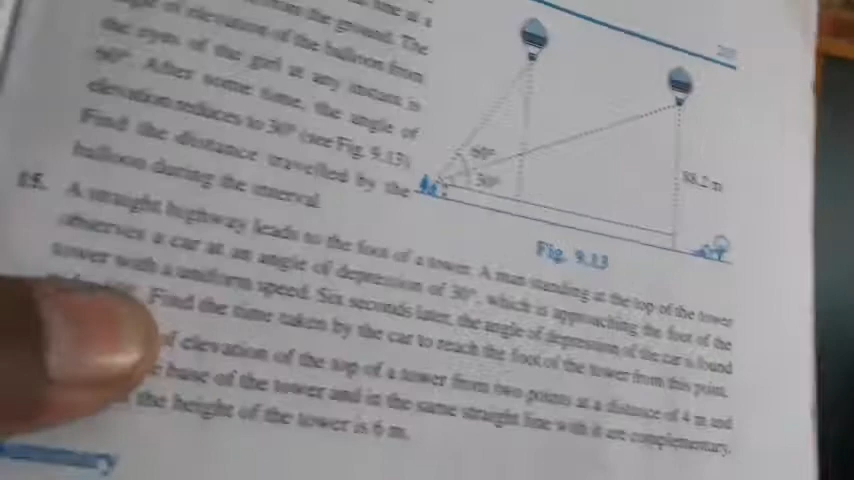 from the ground. The
of elevation of the balloon from
the eyes of the girl at any instant is
60°. After some time, the angle of
elevation reduces to 30° (see Fig. 9.13).
Find the distance travelled by the
balloon during the interval.
60°
30°
88.2 m
Fig. 9.13
15. A straight highway leads to the foot of a tower. A man standing at the top of the tower
observes a car at an angle of depression of 30°, which is approaching the foot of the
tower with a uniform speed. Six seconds later, the angle of depression of the car is found
Find the time taken by the car to reach the foot of the tower from this point.
of elevation of the top of a tower from two points at a distance of 4 m and
base of the tower and in the same straight line with it are complementary.
the height of the tower is 6 m.